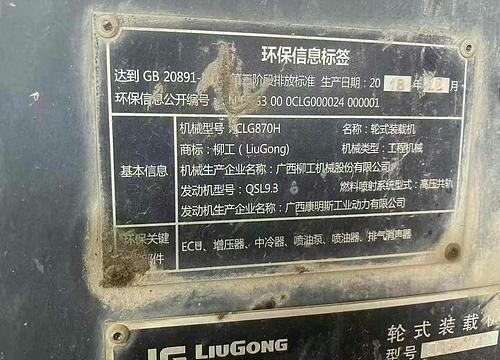 环保信息标签
达到 GB 20891- 第三阶段排放标准 生产日期：20 18 年 12 月
环保信息公开编号 33 00 0CLG000024 000001
基本信息
机械型号：CLG870H 名称：轮式装载机
商标：柳工（LiuGong） 机械类型：工程机械
机械生产企业名称：广西柳工机械股份有限公司
发动机型号：QSL9.3 燃料喷射系统型式：高压共轨
发动机生产企业名称：广西康明斯工业动力有限公司
环保关键部件
ECU、增压器、中冷器、喷油泵、喷油器、排气消声器
LIUGONG
轮式装载机
型号